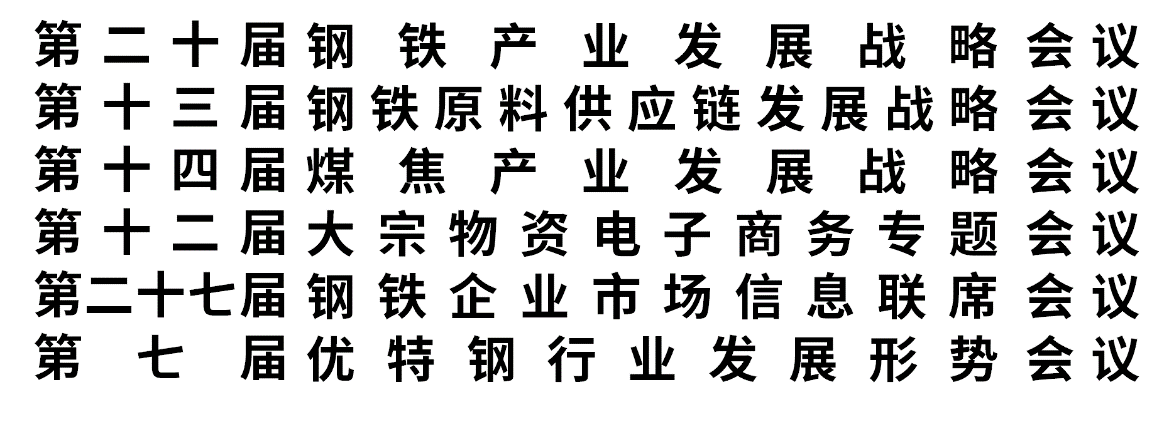 第二十届钢铁产业发展战略会议
第十三届钢铁原料供应链发展战略会议
第十四届煤焦产业发展战略会议
第十二届大宗物资电子商务专题会议
第二十七届钢铁企业市场信息联席会议
第七届优特钢行业发展形势会议